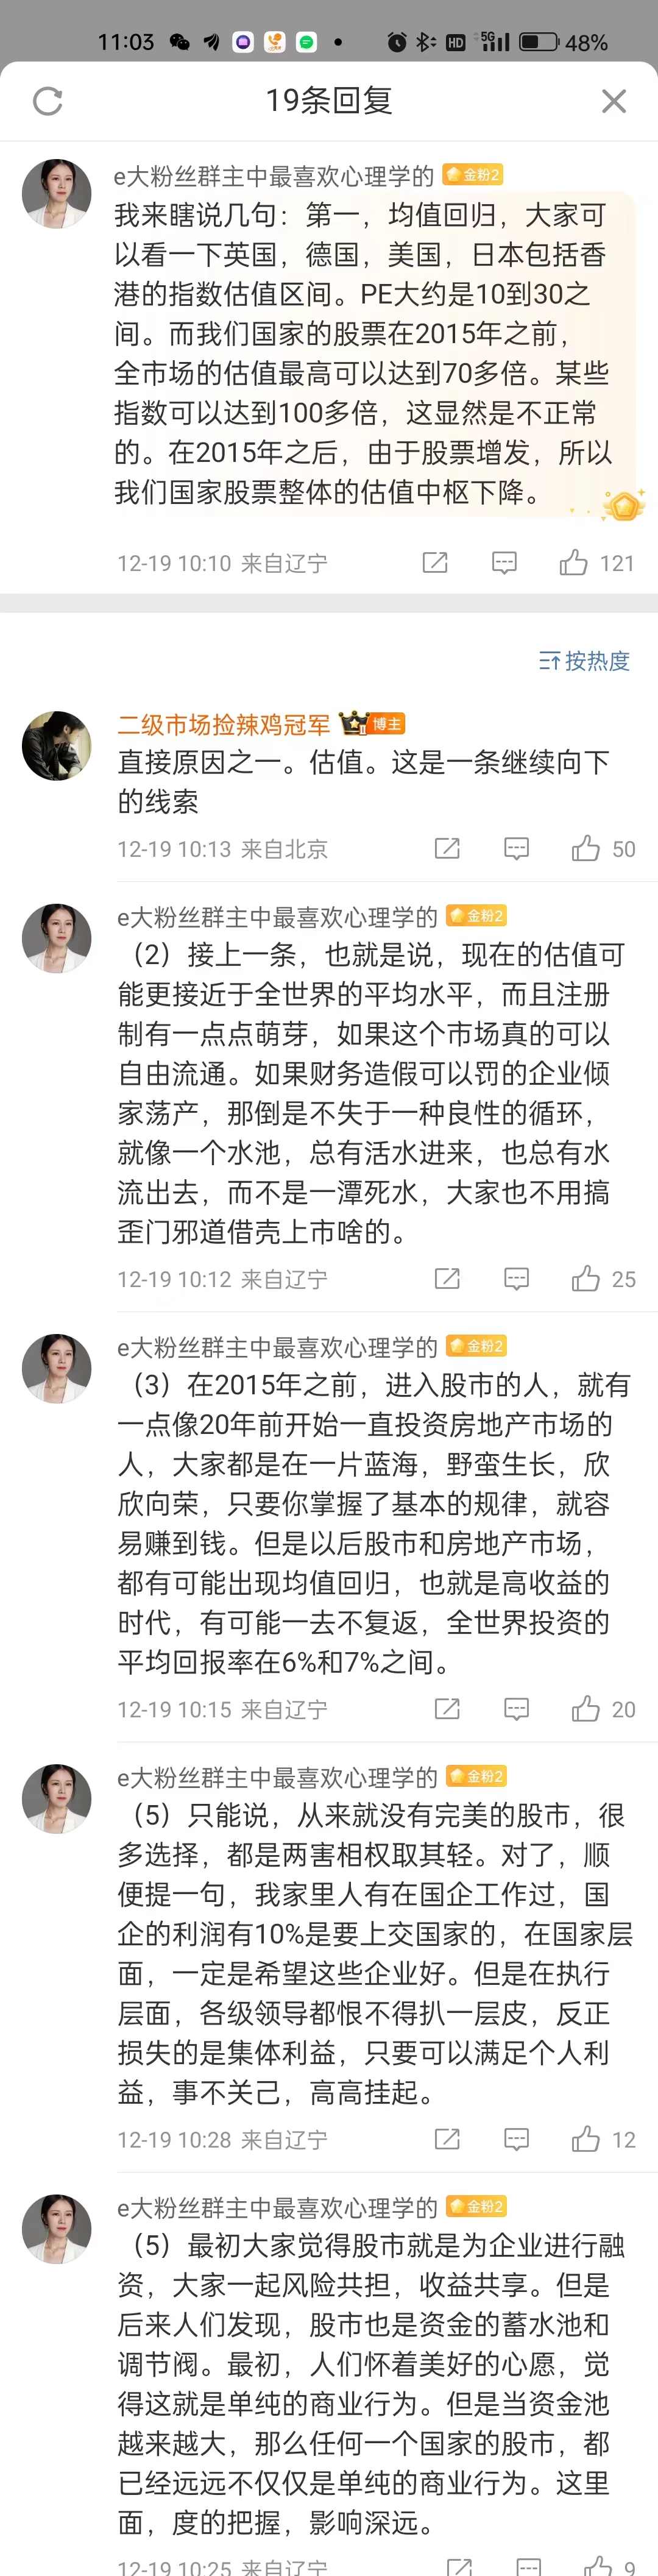 11:03 HD 5G 48%
19条回复
e大粉丝群主中最喜欢心理学的 金粉2
我来瞎说几句：第一，均值回归，大家可
以看一下英国，德国，美国，日本包括香
港的指数估值区间。PE大约是10到30之
间。而我们国家的股票在2015年之前，
全市场的估值最高可以达到70多倍。某些
指数可以达到100多倍，这显然是不正常
的。在2015年之后，由于股票增发，所以
我们国家股票整体的估值中枢下降。
12-19 10:10 来自辽宁 121
按热度
二级市场捡辣鸡冠军 博主
直接原因之一。估值。这是一条继续向下
的线索
12-19 10:13 来自北京 50
e大粉丝群主中最喜欢心理学的 金粉2
（2）接上一条，也就是说，现在的估值可
能更接近于全世界的平均水平，而且注册
制有一点点萌芽，如果这个市场真的可以
自由流通。如果财务造假可以罚的企业倾
家荡产，那倒是不失于一种良性的循环，
就像一个水池，总有活水进来，也总有水
流出去，而不是一潭死水，大家也不用搞
歪门邪道借壳上市啥的。
12-19 10:12 来自辽宁 25
e大粉丝群主中最喜欢心理学的 金粉2
（3）在2015年之前，进入股市的人，就有
一点像20年前开始一直投资房地产市场的
人，大家都是在一片蓝海，野蛮生长，欣
欣向荣，只要你掌握了基本的规律，就容
易赚到钱。但是以后股市和房地产市场，
都有可能出现均值回归，也就是高收益的
时代，有可能一去不复返，全世界投资的
平均回报率在6%和7%之间。
12-19 10:15 来自辽宁 20
e大粉丝群主中最喜欢心理学的 金粉2
（5）只能说，从来就没有完美的股市，很
多选择，都是两害相权取其轻。对了，顺
便提一句，我家里人有在国企工作过，国
企的利润有10%是要上交国家的，在国家层
面，一定是希望这些企业好。但是在执行
层面，各级领导都恨不得扒一层皮，反正
损失的是集体利益，只要可以满足个人利
益，事不关己，高高挂起。
12-19 10:28 来自辽宁 12
e大粉丝群主中最喜欢心理学的 金粉2
（5）最初大家觉得股市就是为企业进行融
资，大家一起风险共担，收益共享。但是
后来人们发现，股市也是资金的蓄水池和
调节阀。最初，人们怀着美好的心愿，觉
得这就是单纯的商业行为。但是当资金池
越来越大，那么任何一个国家的股市，都
已经远远不仅仅是单纯的商业行为。这里
面，度的把握，影响深远。
12-19 10:25 来自辽宁 9